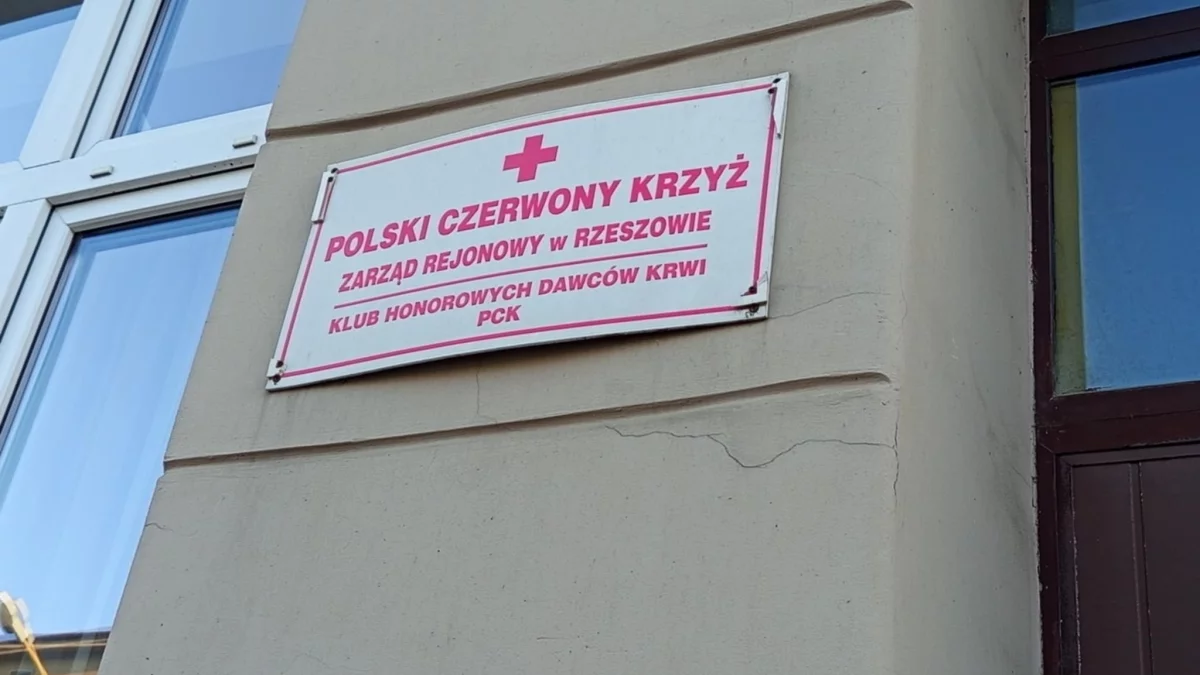 POLSKI CZERWONY KRZYŻ
ZARZĄD REJONOWY w RZESZOWIE
KLUB HONOROWYCH DAWCÓW KRWI
PCK